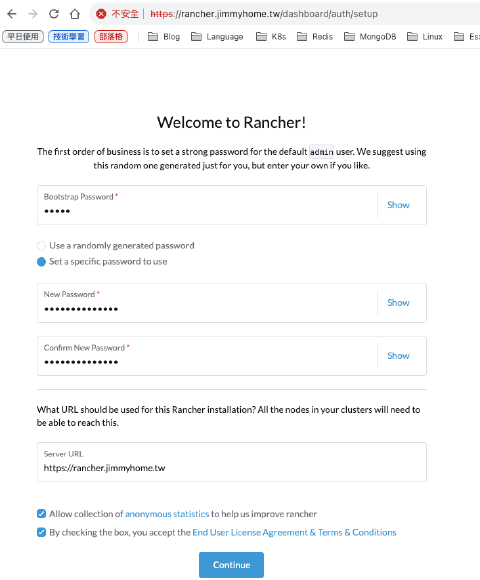 不安全 https://rancher.jimmyhome.tw/dashboard/auth/setup
平日使用 技術學習 部落格 Blog Language K8s Redis MongoDB Linux Es
Welcome to Rancher!
The first order of business is to set a strong password for the default admin user. We suggest using
this random one generated just for you, but enter your own if you like.
Bootstrap Password *
•••••
Show
Use a randomly generated password
Set a specific password to use
New Password *
••••••••••••••
Show
Confirm New Password *
••••••••••••••
Show
What URL should be used for this Rancher installation? All the nodes in your clusters will need to
be able to reach this.
Server URL
https://rancher.jimmyhome.tw
Allow collection of anonymous statistics to help us improve rancher
By checking the box, you accept the End User License Agreement & Terms & Conditions
Continue